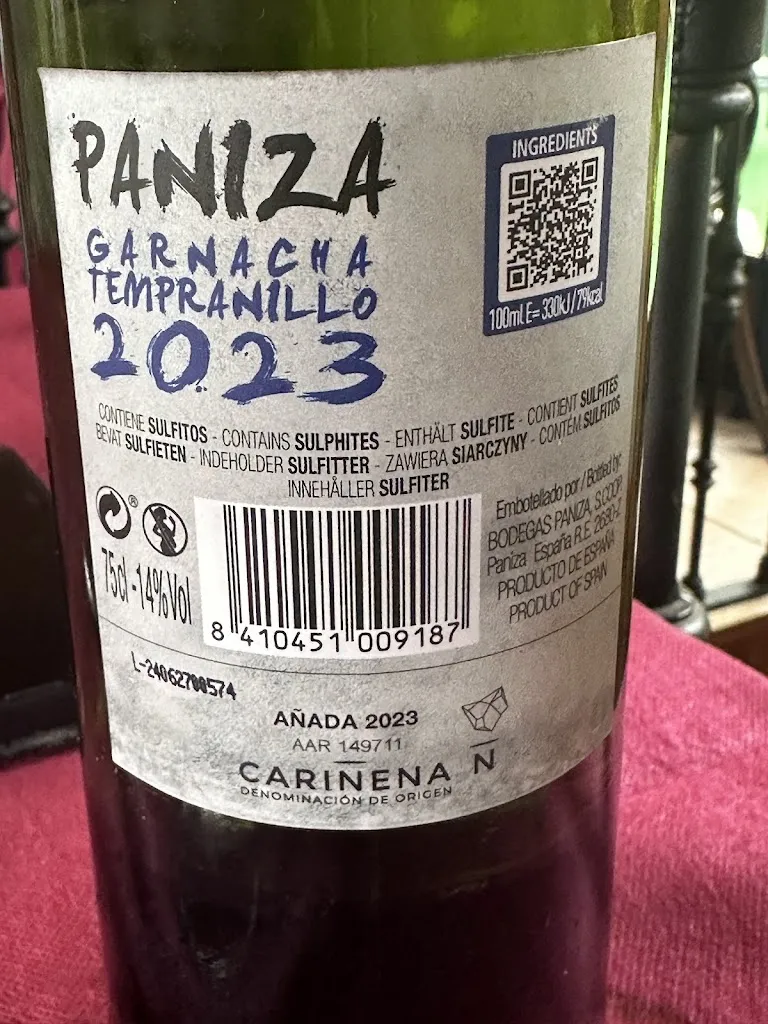 PANIZA
GARNACHA
TEMPRANILLO
2023
INGREDIENTS
100ml E= 330kJ / 79kcal
CONTIENE SULFITOS - CONTAINS SULPHITES - ENTHÄLT SULFITE - CONTIENT SULFITES
BEVAT SULFIETEN - INDEHOLDER SULFITTER - ZAWIERA SIARCZYNY - CONTÉM SULFITOS
INNEHÅLLER SULFITER
75cl - 14%Vol
8 410451 009187
Embotellado por / Bottled by:
BODEGAS PANIZA, S.COOP.
Paniza España R.E. 2680-Z
PRODUCTO DE ESPAÑA
PRODUCT OF SPAIN
L-24062700574
AÑADA 2023
AAR 149711
CARIÑENA Ñ
DENOMINACIÓN DE ORIGEN